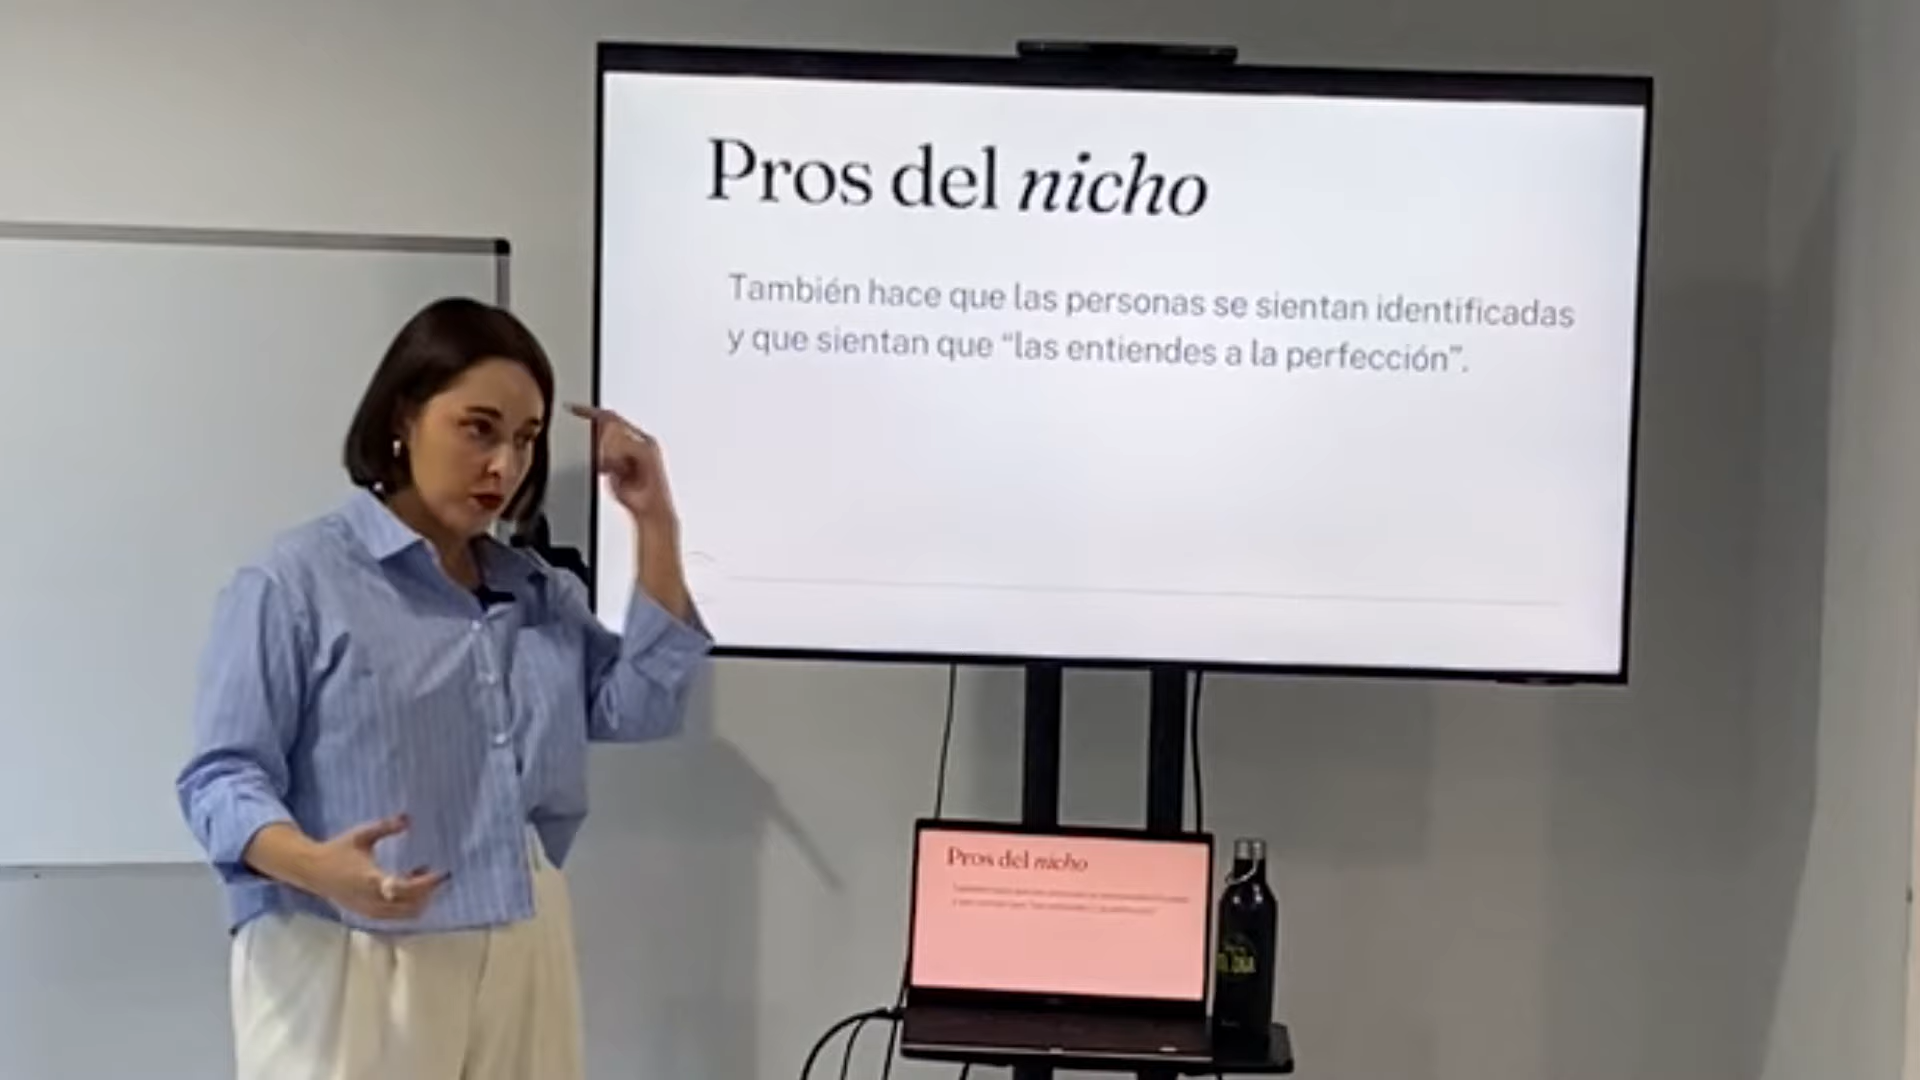 Pros del nicho
También hace que las personas se sientan identificadas
y que sientan que “las entiendes a la perfección”.
Pros del nicho